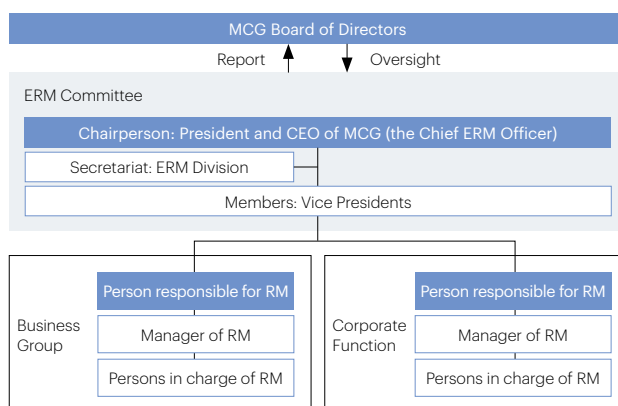 MCG Board of Directors
Report
Oversight
ERM Committee
Chairperson: President and CEO of MCG (the Chief ERM Officer)
Secretariat: ERM Division
Members: Vice Presidents
Business
Group
Person responsible for RM
Manager of RM
Persons in charge of RM
Corporate
Function
Person responsible for RM
Manager of RM
Persons in charge of RM